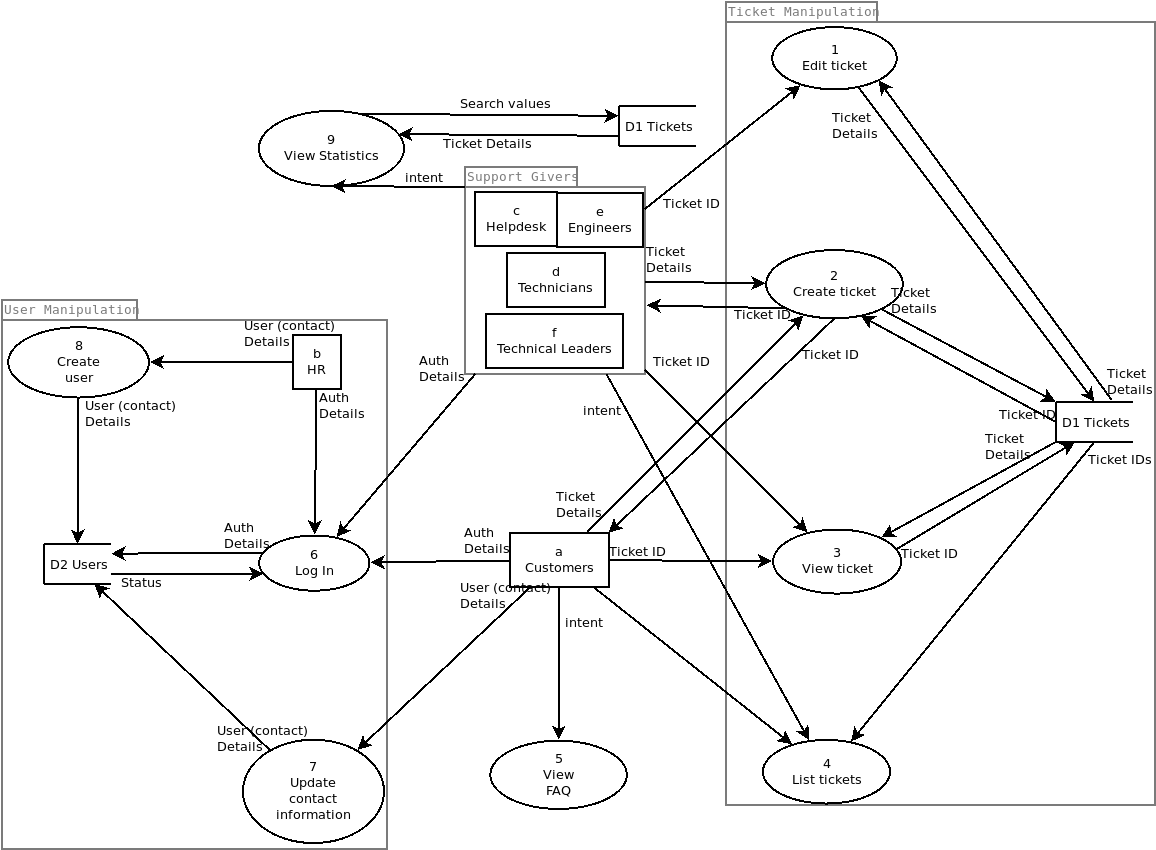 Ticket Manipulation
1
Edit ticket
Search values
D1 Tickets
Ticket
Details
9
View Statistics
Ticket Details
intent
Support Givers
c
Helpdesk
e
Engineers
Ticket ID
d
Technicians
Ticket
Details
2
Create ticket
Ticket
Details
Ticket ID
f
Technical Leaders
User Manipulation
8
Create
user
User (contact)
Details
b
HR
Auth
Details
Ticket ID
Ticket ID
Ticket
Details
User (contact)
Details
Auth
Details
intent
Ticket ID
D1 Tickets
Ticket
Details
Ticket IDs
Ticket
Details
Auth
Details
Auth
Details
D2 Users
Status
6
Log In
a
Customers
Ticket ID
3
View ticket
Ticket ID
User (contact)
Details
intent
User (contact)
Details
7
Update
contact
information
5
View
FAQ
4
List tickets